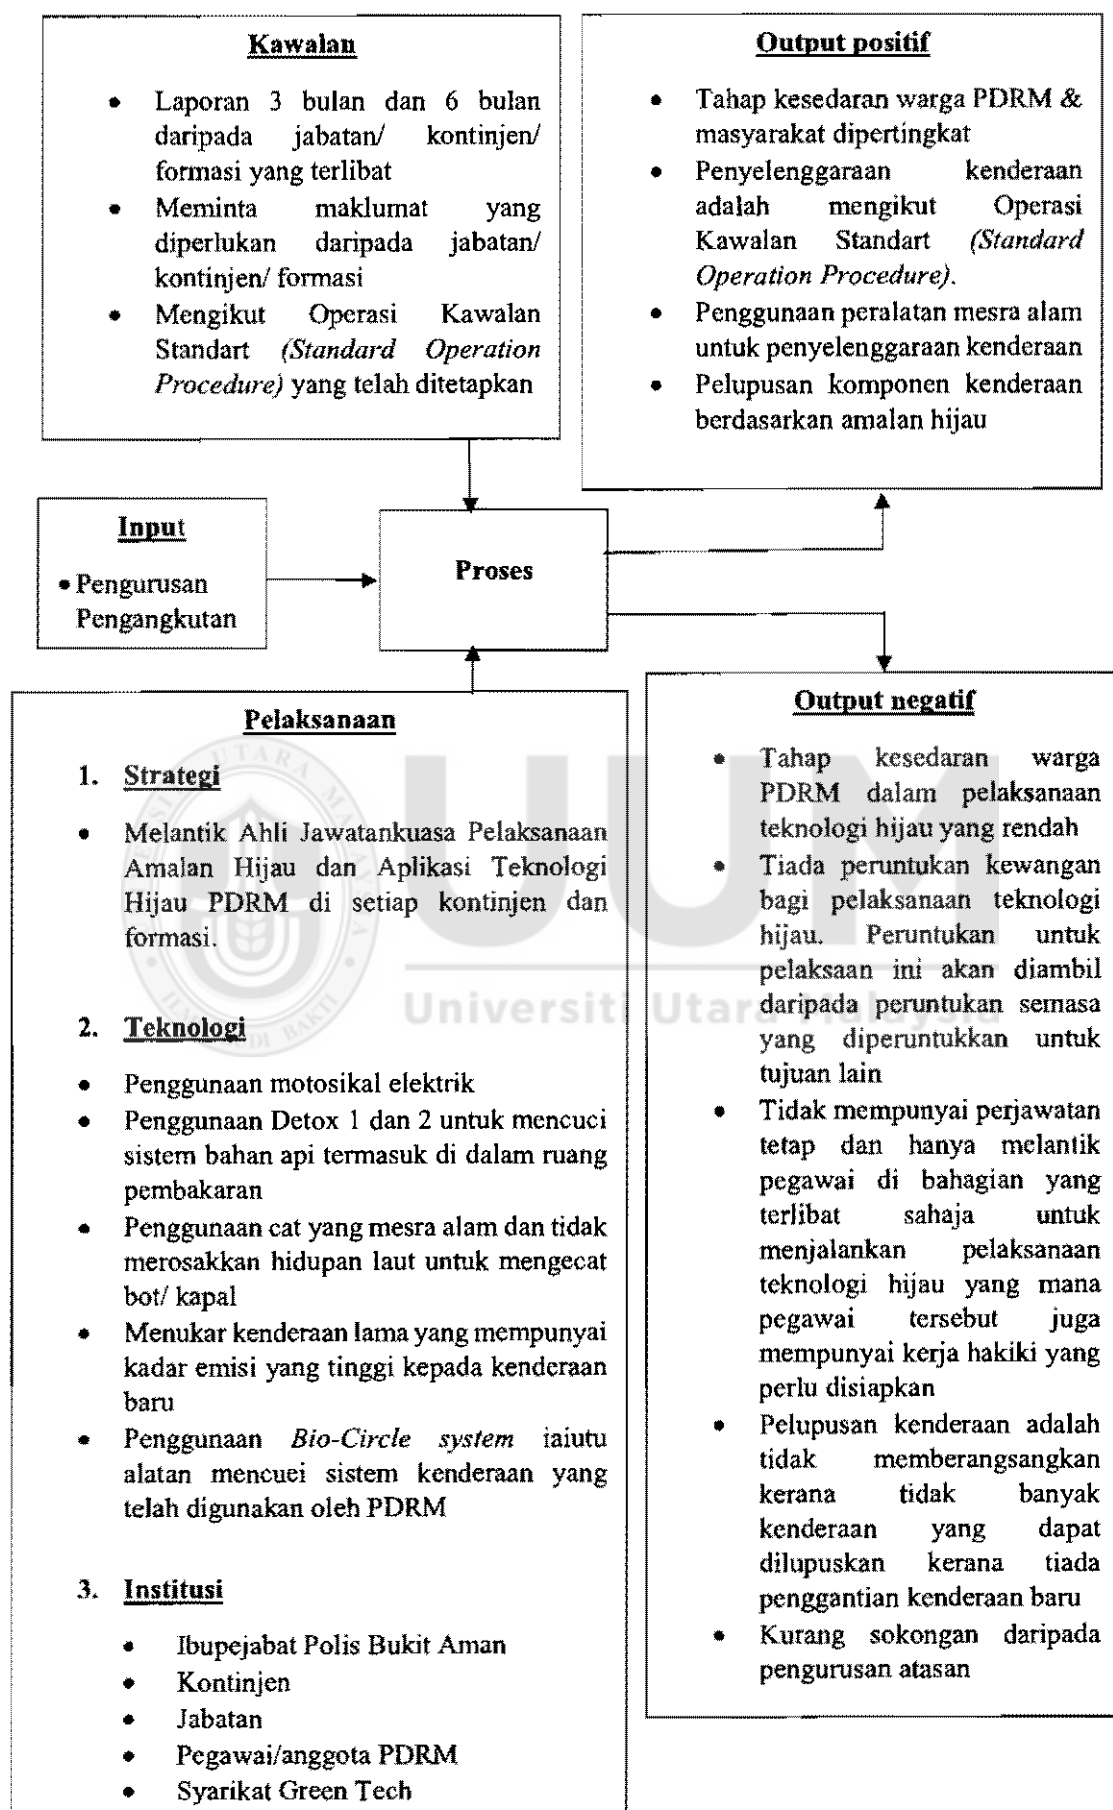 Kawalan
• Laporan 3 bulan dan 6 bulan
daripada jabatan/ kontinjen/
formasi yang terlibat
• Meminta maklumat yang
diperlukan daripada jabatan/
kontinjen/ formasi
• Mengikut Operasi Kawalan
Standart (Standard Operation
Procedure) yang telah ditetapkan
Output positif
• Tahap kesedaran warga PDRM &
masyarakat dipertingkat
• Penyelenggaraan kenderaan
adalah mengikut Operasi
Kawalan Standart (Standard
Operation Procedure).
• Penggunaan peralatan mesra alam
untuk penyelenggaraan kenderaan
• Pelupusan komponen kenderaan
berdasarkan amalan hijau
Input
• Pengurusan
Pengangkutan
Proses
Pelaksanaan
1. Strategi
• Melantik Ahli Jawatankuasa Pelaksanaan
Amalan Hijau dan Aplikasi Teknologi
Hijau PDRM di setiap kontinjen dan
formasi.
2. Teknologi
• Penggunaan motosikal elektrik
• Penggunaan Detox 1 dan 2 untuk mencuci
sistem bahan api termasuk di dalam ruang
pembakaran
• Penggunaan cat yang mesra alam dan tidak
merosakkan hidupan laut untuk mengecat
bot/ kapal
• Menukar kenderaan lama yang mempunyai
kadar emisi yang tinggi kepada kenderaan
baru
• Penggunaan Bio-Circle system iaiutu
alatan mencuei sistem kenderaan yang
telah digunakan oleh PDRM
3. Institusi
• Ibupejabat Polis Bukit Aman
• Kontinjen
• Jabatan
• Pegawai/anggota PDRM
• Syarikat Green Tech
Output negatif
• Tahap kesedaran warga
PDRM dalam pelaksanaan
teknologi hijau yang rendah
• Tiada peruntukan kewangan
bagi pelaksanaan teknologi
hijau. Peruntukan untuk
pelaksaan ini akan diambil
daripada peruntukan semasa
yang diperuntukkan untuk
tujuan lain
• Tidak mempunyai perjawatan
tetap dan hanya melantik
pegawai di bahagian yang
terlibat sahaja untuk
menjalankan pelaksanaan
teknologi hijau yang mana
pegawai tersebut juga
mempunyai kerja hakiki yang
perlu disiapkan
• Pelupusan kenderaan adalah
tidak memberangsangkan
kerana tidak banyak
kenderaan yang dapat
dilupuskan kerana tiada
penggantian kenderaan baru
• Kurang sokongan daripada
pengurusan atasan
UUM
Universiti Utara Malaysia